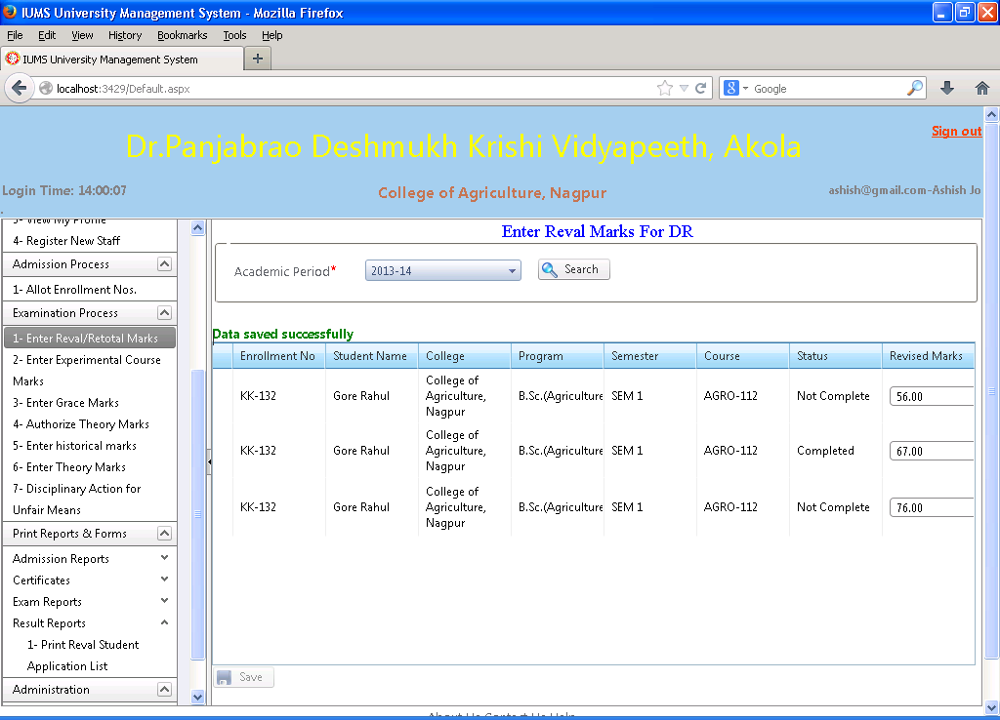 IUMS University Management System - Mozilla Firefox
File Edit View History Bookmarks Tools Help
IUMS University Management System
localhost:3429/Default.aspx
Google
Sign out
Dr.Panjabrao Deshmukh Krishi Vidyapeeth, Akola
Login Time: 14:00:07
College of Agriculture, Nagpur
ashish@gmail.com-Ashish Jo
3- View My Profile
4- Register New Staff
Admission Process
1- Allot Enrollment Nos.
Examination Process
1- Enter Reval/Retotal Marks
2- Enter Experimental Course
Marks
3- Enter Grace Marks
4- Authorize Theory Marks
5- Enter historical marks
6- Enter Theory Marks
7- Disciplinary Action for
Unfair Means
Print Reports & Forms
Admission Reports
Certificates
Exam Reports
Result Reports
1- Print Reval Student
Application List
Administration
Enter Reval Marks For DR
Academic Period* 2013-14 Search
Data saved successfully
Enrollment No Student Name College Program Semester Course Status Revised Marks
KK-132 Gore Rahul College of Agriculture, Nagpur B.Sc.(Agriculture SEM 1 AGRO-112 Not Complete 56.00
KK-132 Gore Rahul College of Agriculture, Nagpur B.Sc.(Agriculture SEM 1 AGRO-112 Completed 67.00
KK-132 Gore Rahul College of Agriculture, Nagpur B.Sc.(Agriculture SEM 1 AGRO-112 Not Complete 76.00
Save
About Us Contact Us Help